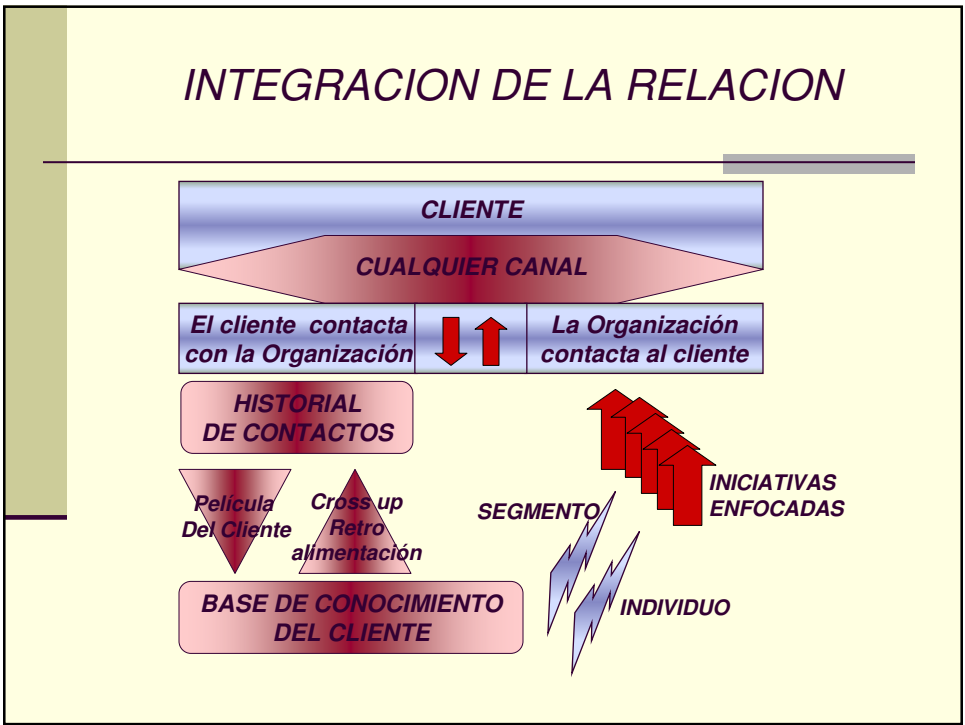 INTEGRACION DE LA RELACION
CLIENTE
CUALQUIER CANAL
El cliente contacta
con la Organización
La Organización
contacta al cliente
HISTORIAL
DE CONTACTOS
Película
Del Cliente
Cross up
Retro
alimentación
BASE DE CONOCIMIENTO
DEL CLIENTE
SEGMENTO
INICIATIVAS
ENFOCADAS
INDIVIDUO